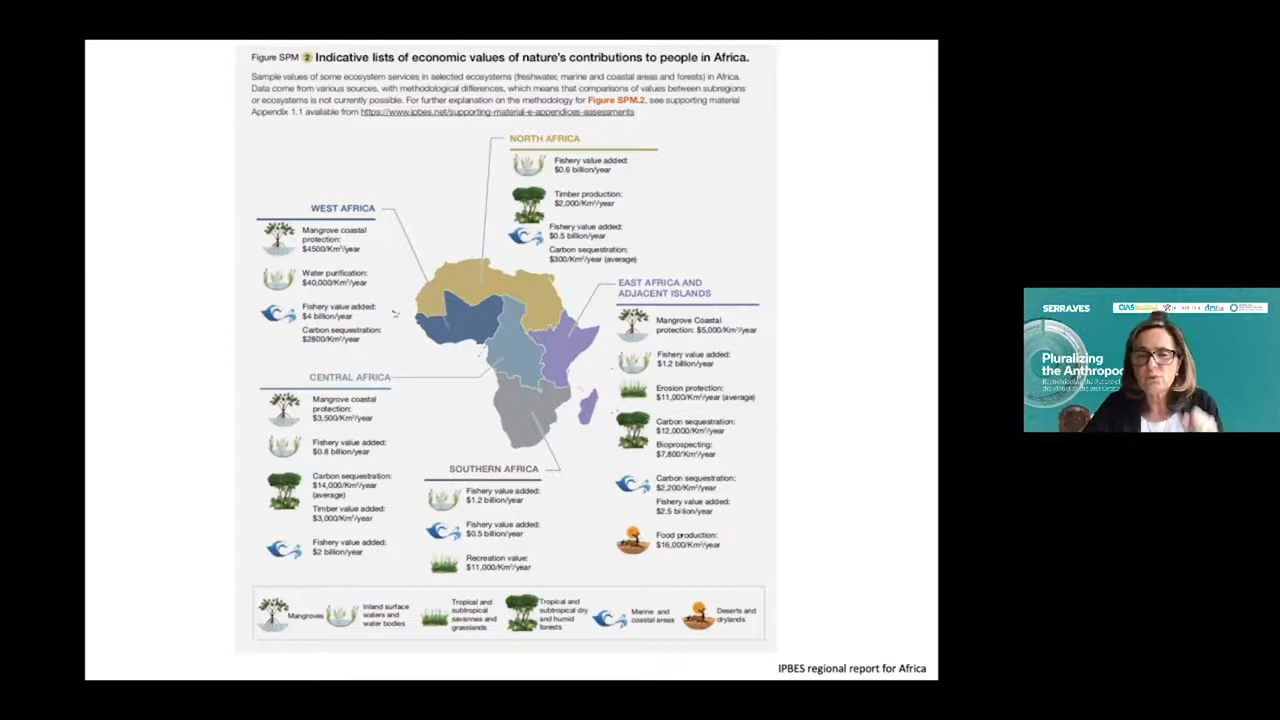 Figure SPM 2 Indicative lists of economic values of nature's contributions to people in Africa.
Sample values of some ecosystem services in selected ecosystems (freshwater, marine and coastal areas and forests) in Africa.
Data come from various sources, with methodological differences, which means that comparisons of values between subregions
or ecosystems is not currently possible. For further explanation on the methodology for Figure SPM.2, see supporting material
Appendix 1.1 available from https://www.ipbes.net/supporting-material-e-appendices-assessments
NORTH AFRICA
Fishery value added:
$0.6 billion/year
Timber production:
$2,000/Km²/year
Fishery value added:
$0.5 billion/year
Carbon sequestration:
$300/Km²/year (average)
WEST AFRICA
Mangrove coastal
protection:
$4500/Km²/year
Water purification:
$40,000/Km²/year
Fishery value added:
$4 billion/year
Carbon sequestration:
$2800/Km²/year
EAST AFRICA AND
ADJACENT ISLANDS
Mangrove Coastal
protection: $5,000/Km²/year
Fishery value added:
$1.2 billion/year
Erosion protection:
$11,000/Km²/year (average)
Carbon sequestration:
$12,0000/Km²/year
Bioprospecting:
$7,800/Km²/year
Carbon sequestration:
$2,200/Km²/year
Fishery value added:
$2.5 billion/year
Food production:
$16,000/Km²/year
CENTRAL AFRICA
Mangrove coastal
protection:
$3,500/Km²/year
Fishery value added:
$0.8 billion/year
Carbon sequestration:
$14,000/Km²/year
(average)
Timber value added:
$3,000/Km²/year
Fishery value added:
$2 billion/year
SOUTHERN AFRICA
Fishery value added:
$1.2 billion/year
Fishery value added:
$0.5 billion/year
Recreation value:
$11,000/Km²/year
Mangroves
Inland surface
waters and
water bodies
Tropical and
subtropical
savannas and
grasslands
Tropical and
subtropical dry
and humid
forests
Marine and
coastal areas
Deserts and
drylands
IPBES regional report for Africa
SERRALVES
Pluralizing
the Anthropoc